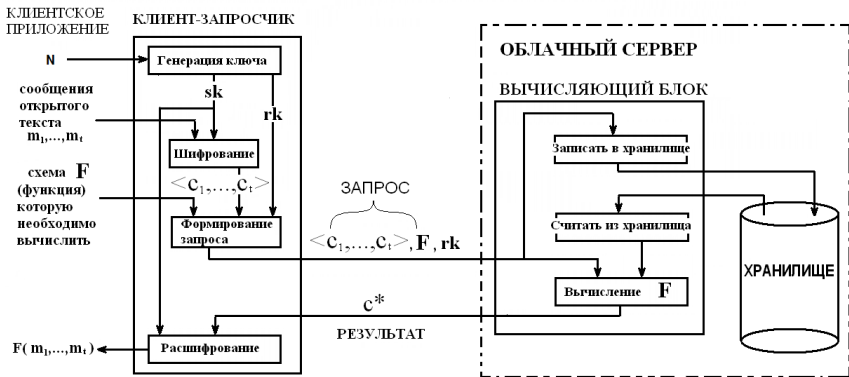 КЛИЕНТСКОЕ
ПРИЛОЖЕНИЕ
N
сообщения
открытого
текста
m1,...,mt
схема F
(функция)
которую
необходимо
вычислить
F( m1,...,mt )
КЛИЕНТ-ЗАПРОСЧИК
Генерация ключа
sk
rk
Шифрование
<c1,...,ct>
Формирование
запроса
Расшифрование
ЗАПРОС
<c1,...,ct>, F , rk
c*
РЕЗУЛЬТАТ
ОБЛАЧНЫЙ СЕРВЕР
ВЫЧИСЛЯЮЩИЙ БЛОК
Записать в хранилище
Считать из хранилища
Вычисление F
ХРАНИЛИЩЕ